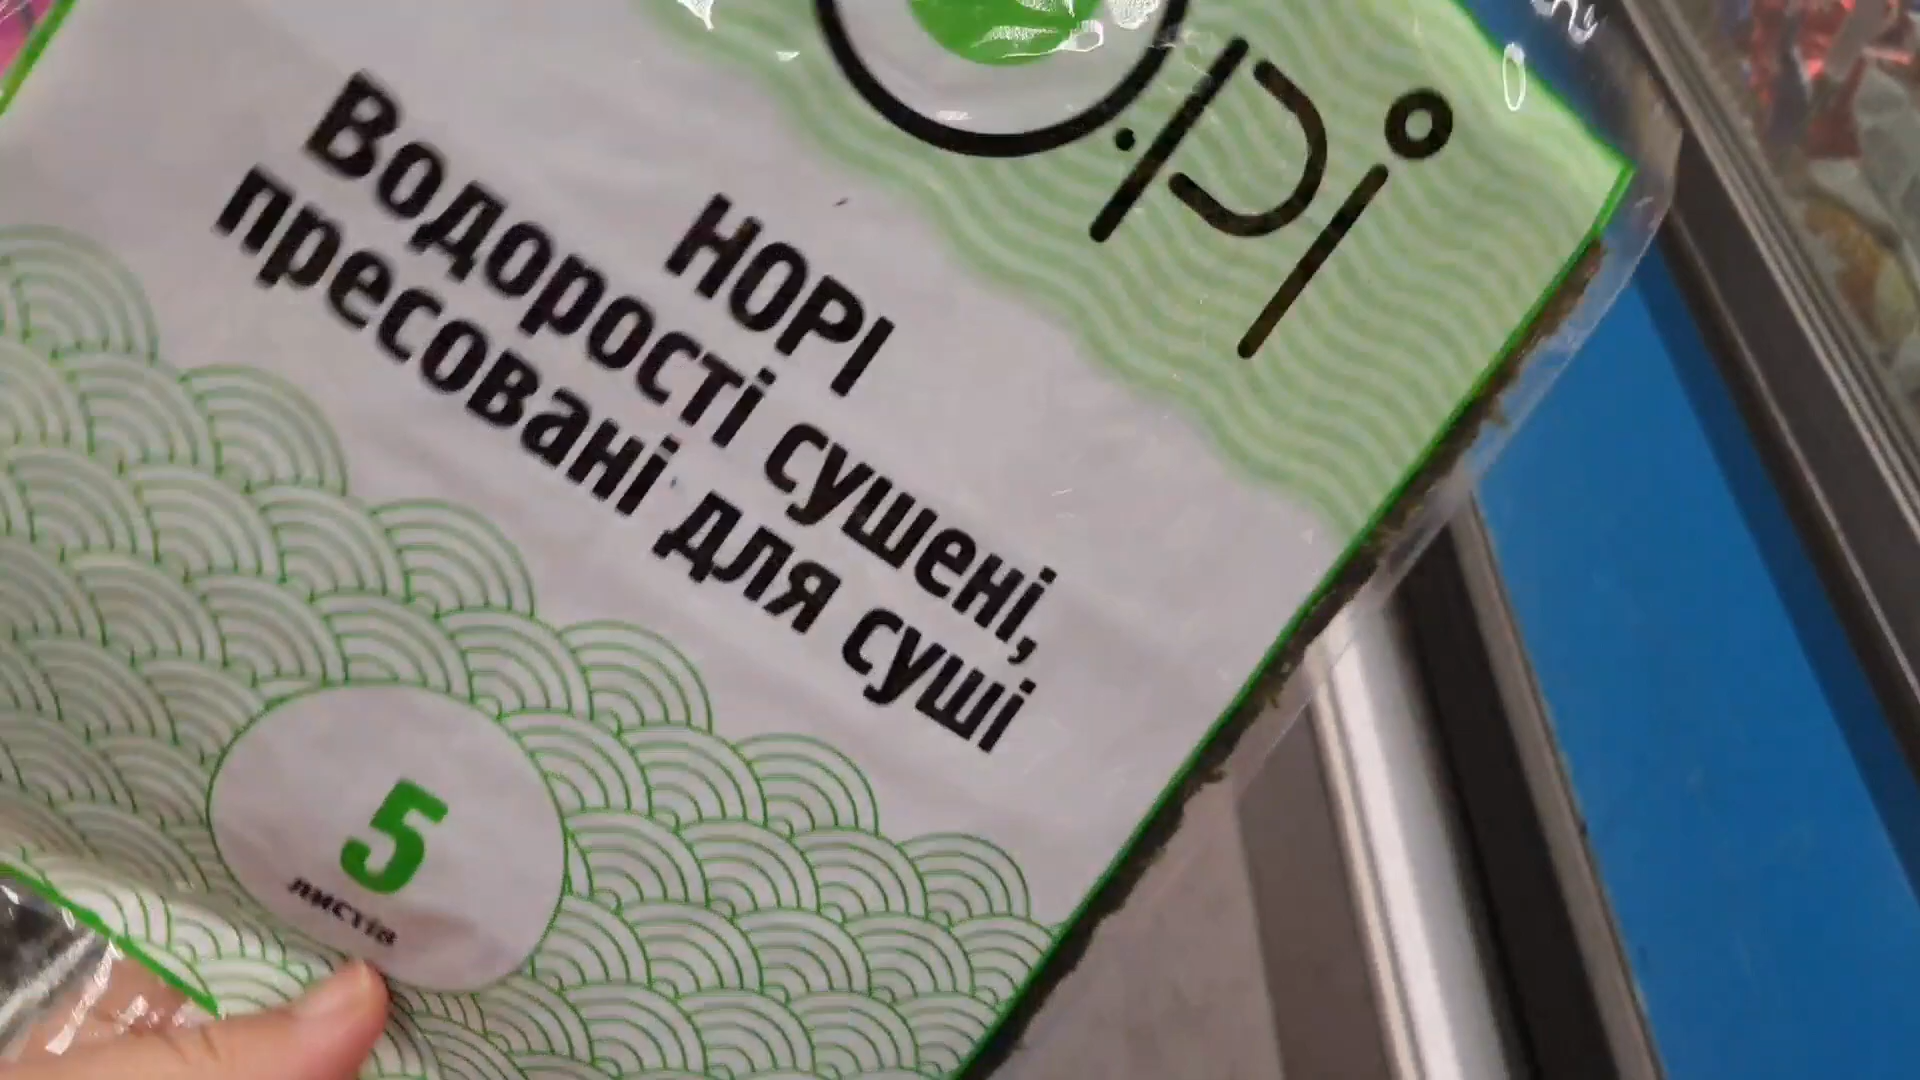 НОРІ
Водорості сушені,
пресовані для суші
5
листів